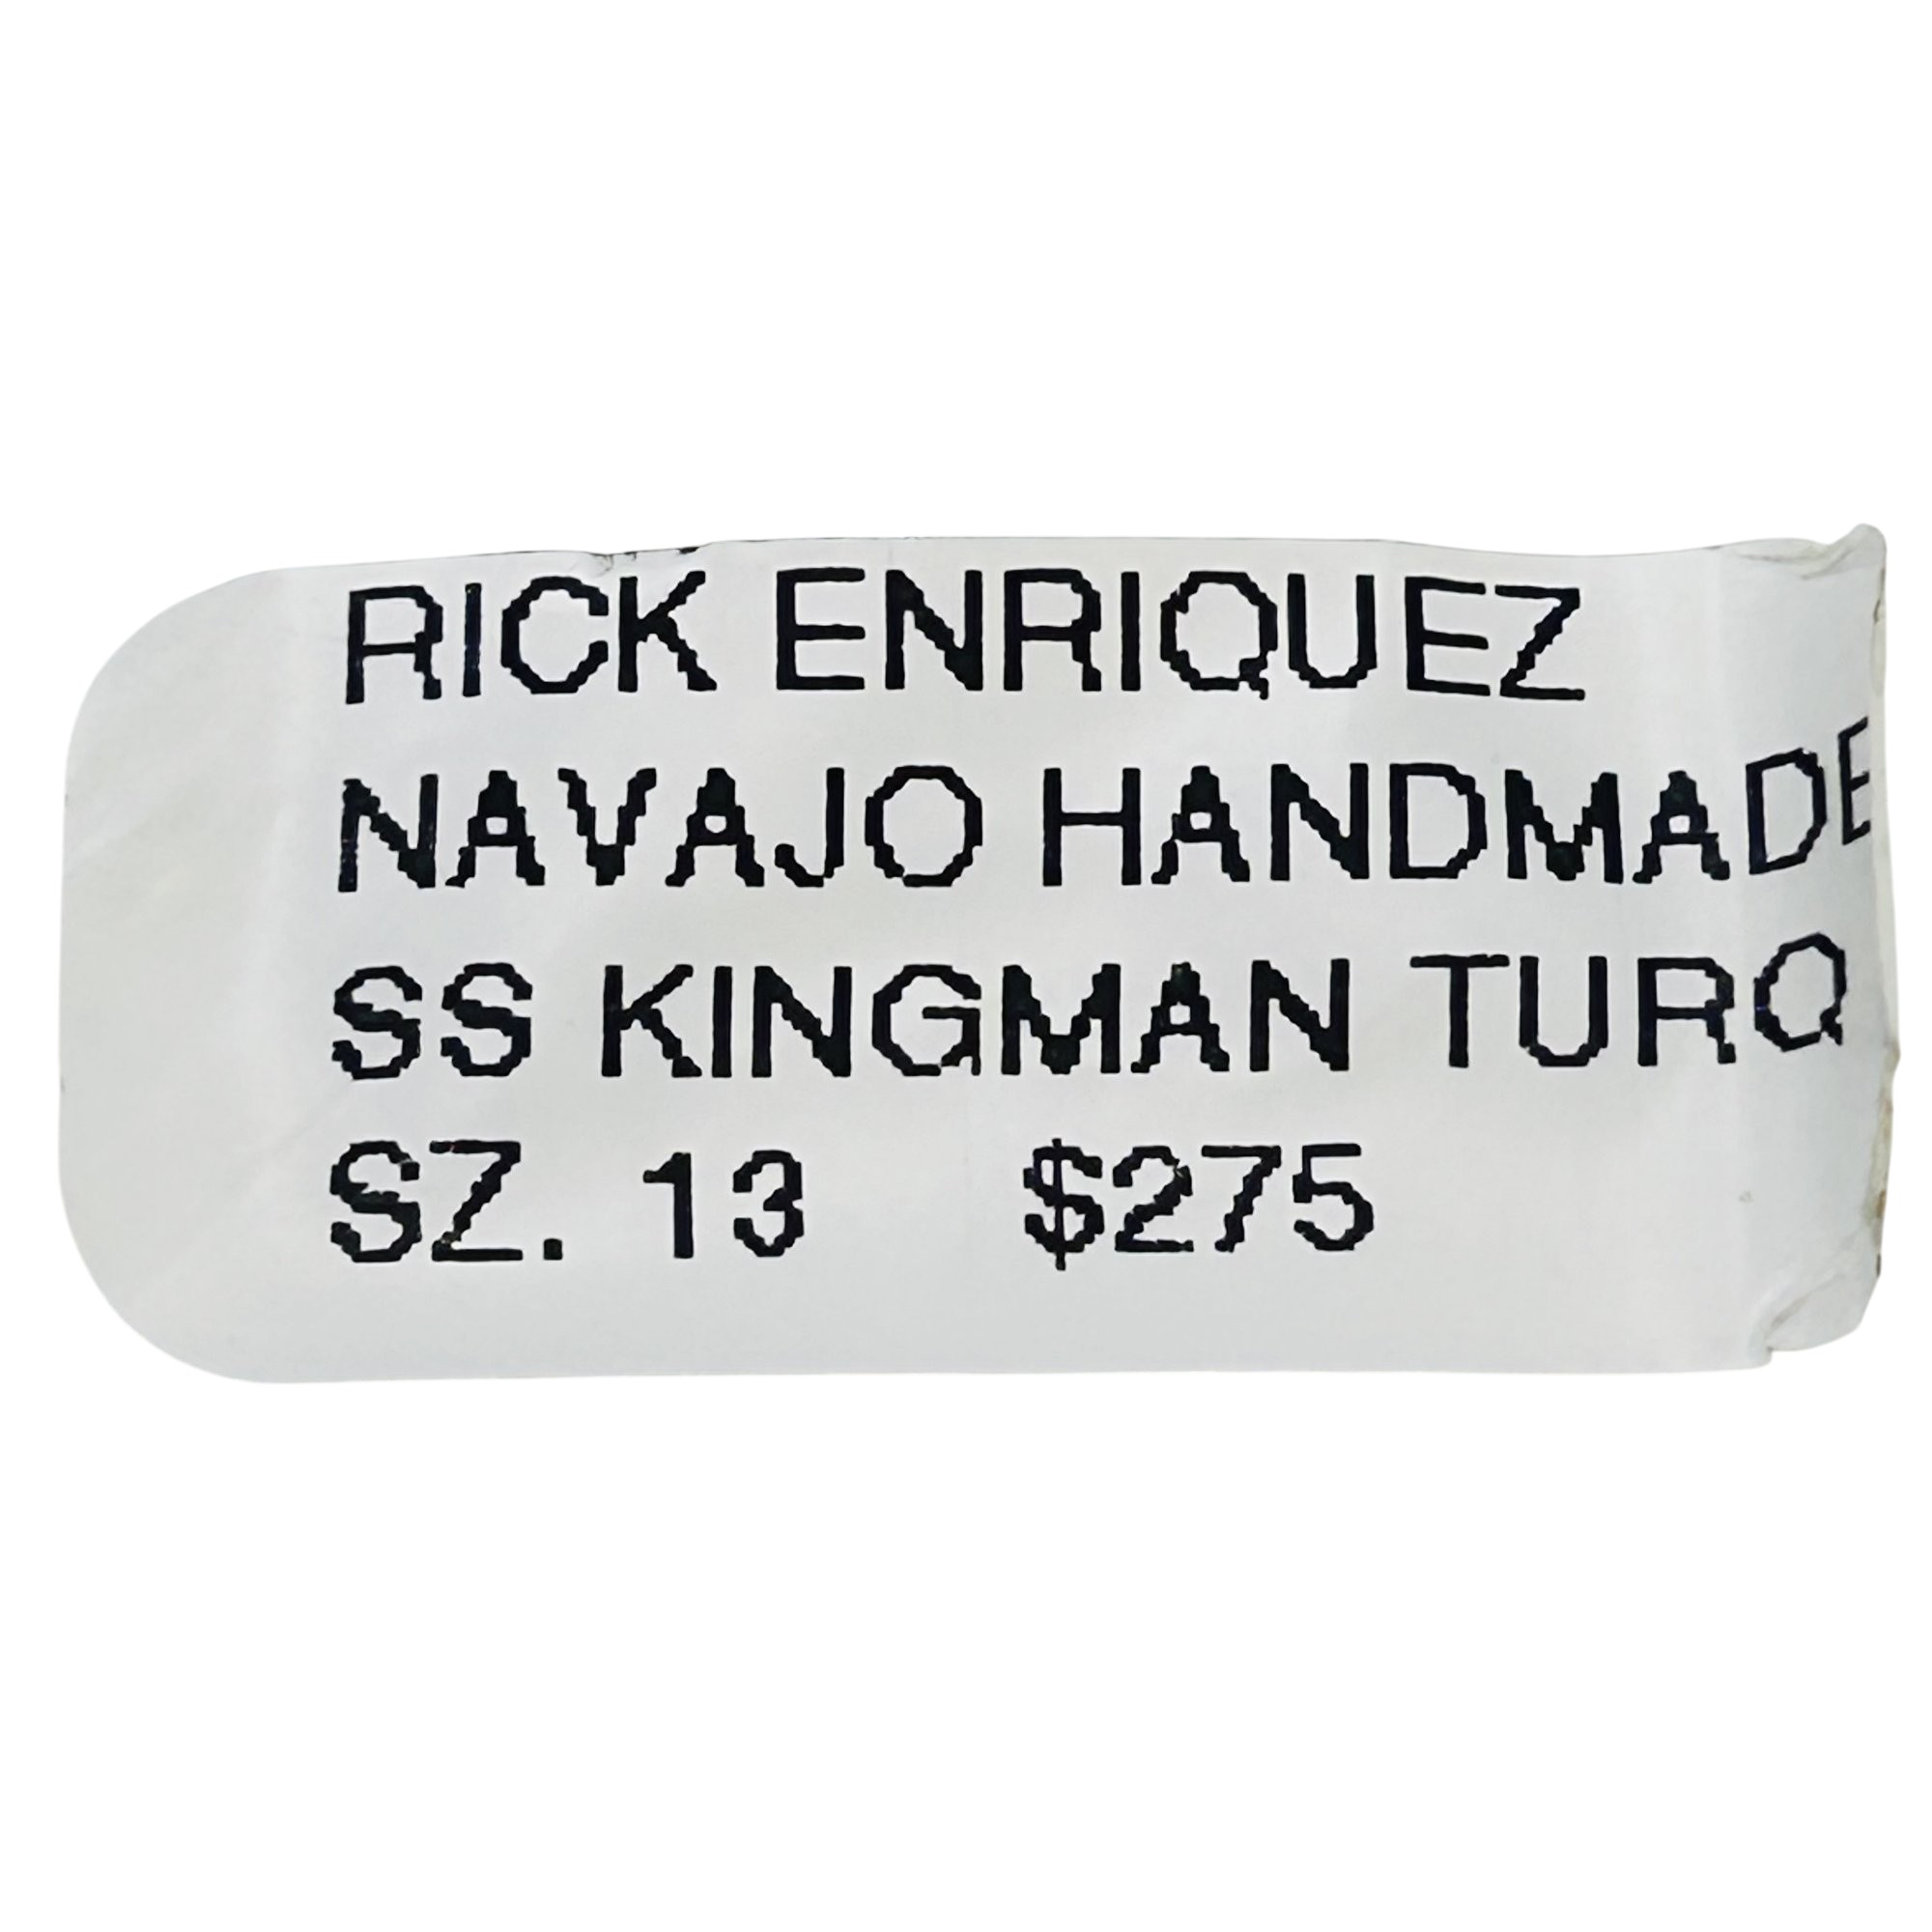 RICK ENRIQUEZ
NAVAJO HANDMADE
SS KINGMAN TURQ
SZ. 13 $275